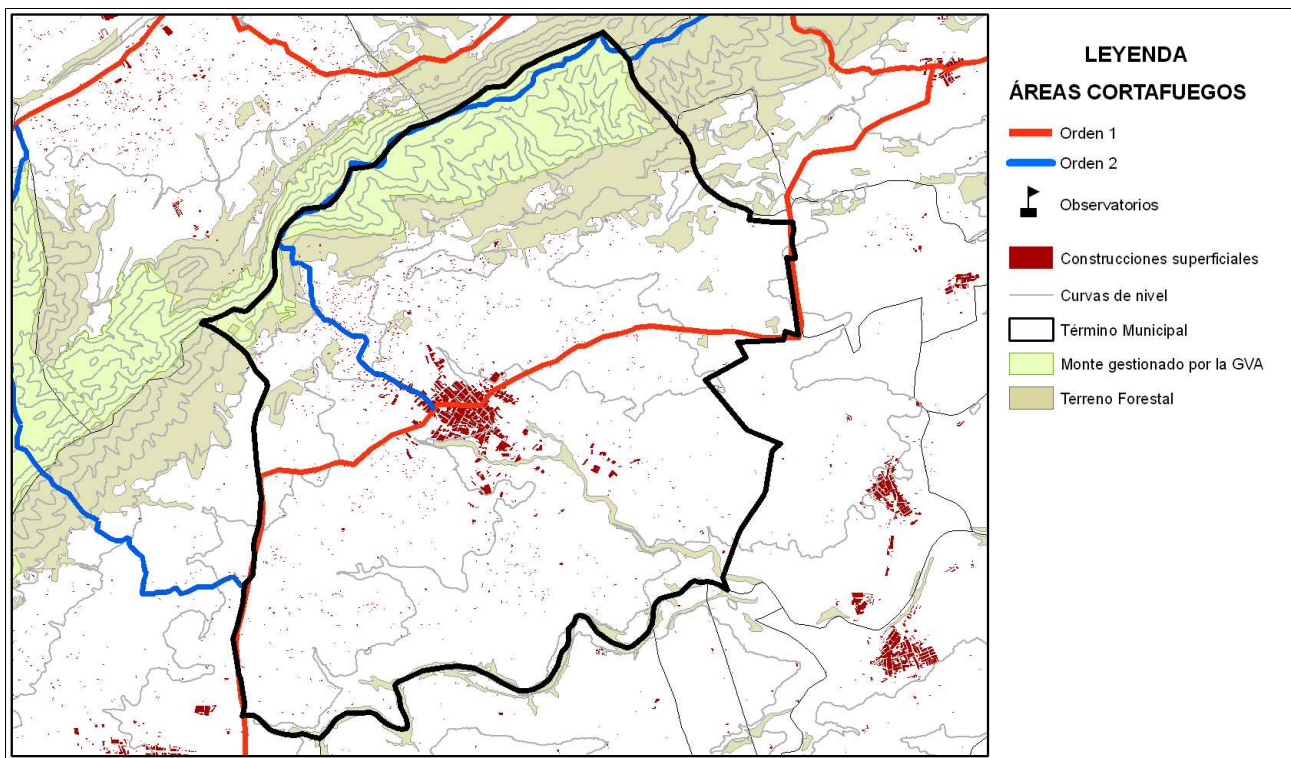 LEYENDA
ÁREAS CORTAFUEGOS
Orden 1
Orden 2
Observatorios
Construcciones superficiales
Curvas de nivel
Término Municipal
Monte gestionado por la GVA
Terreno Forestal